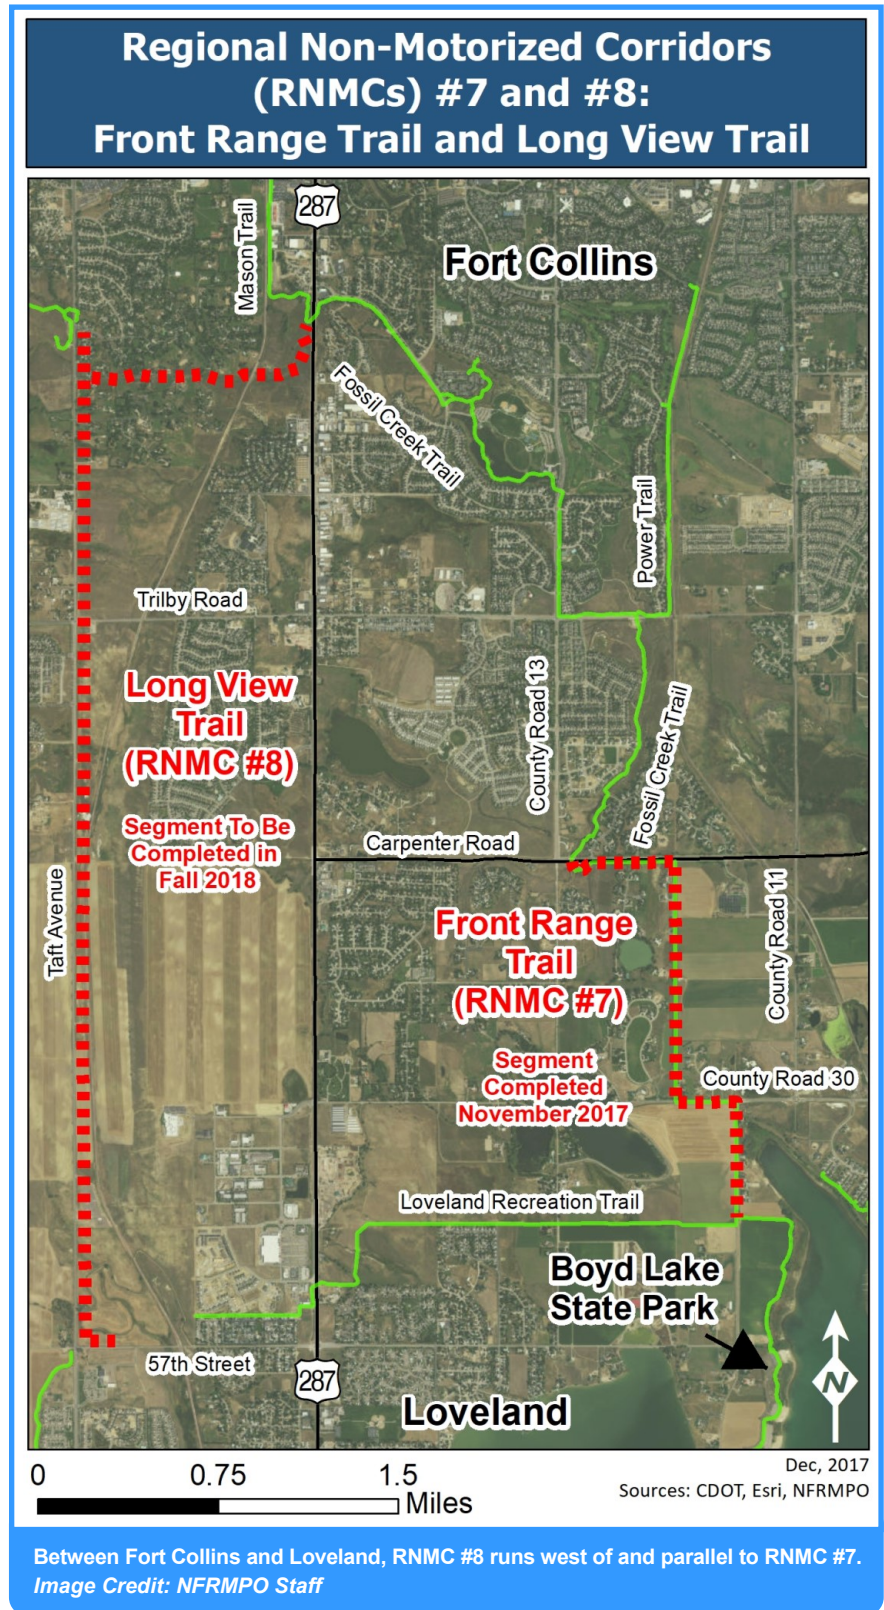 Regional Non-Motorized Corridors
(RNMCs) #7 and #8:
Front Range Trail and Long View Trail
287
Mason Trail
Fort Collins
Fossil Creek Trail
Power Trail
Trilby Road
Long View
Trail
(RNMC #8)
County Road 13
Fossil Creek Trail
Segment To Be
Completed in
Fall 2018
Carpenter Road
Taft Avenue
Front Range
Trail
(RNMC #7)
County Road 11
Segment
Completed
November 2017
County Road 30
Loveland Recreation Trail
Boyd Lake
State Park
57th Street
287
Loveland
N
0 0.75 1.5
Miles
Dec, 2017
Sources: CDOT, Esri, NFRMPO
Between Fort Collins and Loveland, RNMC #8 runs west of and parallel to RNMC #7.
Image Credit: NFRMPO Staff